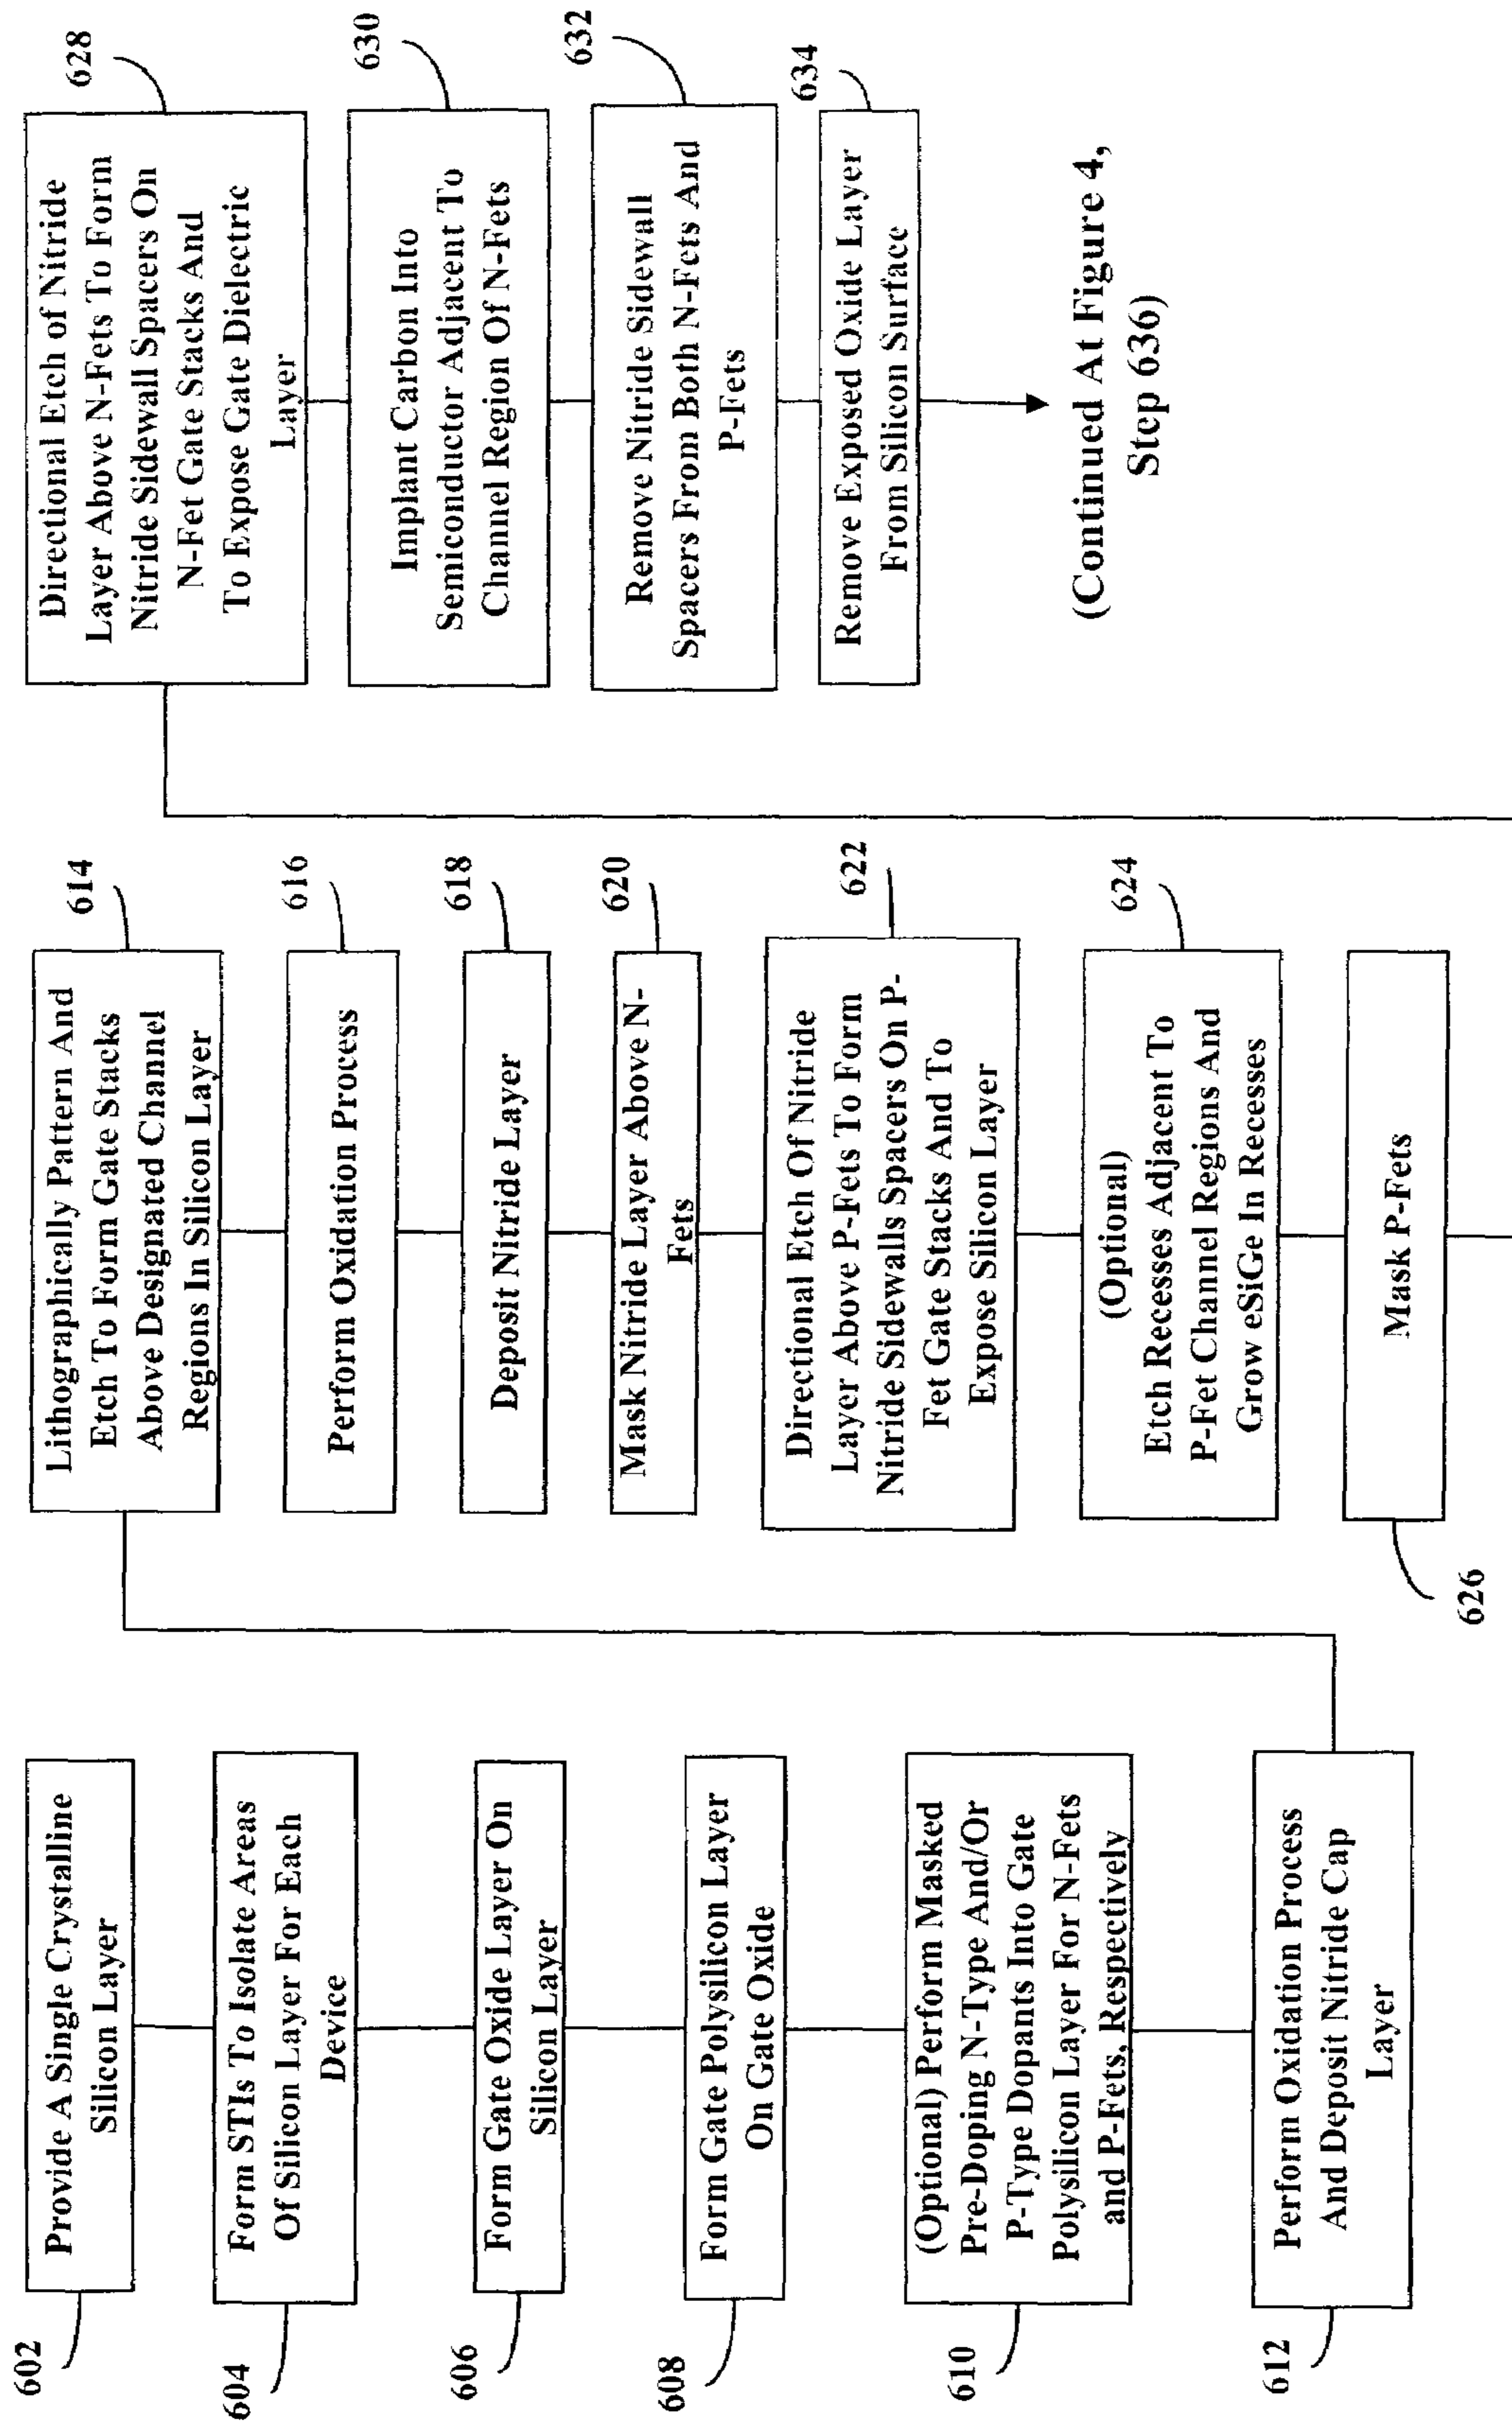 602
Provide A Single Crystalline
Silicon Layer
604
Form STIs To Isolate Areas
Of Silicon Layer For Each
Device
606
Form Gate Oxide Layer On
Silicon Layer
608
Form Gate Polysilicon Layer
On Gate Oxide
610
(Optional) Perform Masked
Pre-Doping N-Type And/Or
P-Type Dopants Into Gate
Polysilicon Layer For N-Fets
and P-Fets, Respectively
612
Perform Oxidation Process
And Deposit Nitride Cap
Layer
614
Lithographically Pattern And
Etch To Form Gate Stacks
Above Designated Channel
Regions In Silicon Layer
616
Perform Oxidation Process
618
Deposit Nitride Layer
620
Mask Nitride Layer Above N-
Fets
622
Directional Etch Of Nitride
Layer Above P-Fets To Form
Nitride Sidewalls Spacers On P-
Fet Gate Stacks And To
Expose Silicon Layer
624
(Optional)
Etch Recesses Adjacent To
P-Fet Channel Regions And
Grow eSiGe In Recesses
626
Mask P-Fets
628
Directional Etch of Nitride
Layer Above N-Fets To Form
Nitride Sidewall Spacers On
N-Fet Gate Stacks And
To Expose Gate Dielectric
Layer
630
Implant Carbon Into
Semiconductor Adjacent To
Channel Region Of N-Fets
632
Remove Nitride Sidewall
Spacers From Both N-Fets And
P-Fets
634
Remove Exposed Oxide Layer
From Silicon Surface
(Continued At Figure 4,
Step 636)